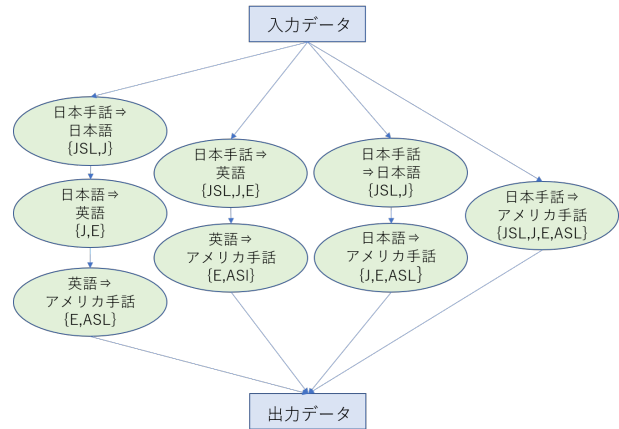 入力データ
日本手話⇒
日本語
{JSL,J}
日本語⇒
英語
{J,E}
英語⇒
アメリカ手話
{E,ASL}
日本手話⇒
英語
{JSL,J,E}
英語⇒
アメリカ手話
{E,ASI}
日本手話
⇒日本語
{JSL,J}
日本語⇒
アメリカ手話
{J,E,ASL}
日本手話⇒
アメリカ手話
{JSL,J,E,ASL}
出力データ